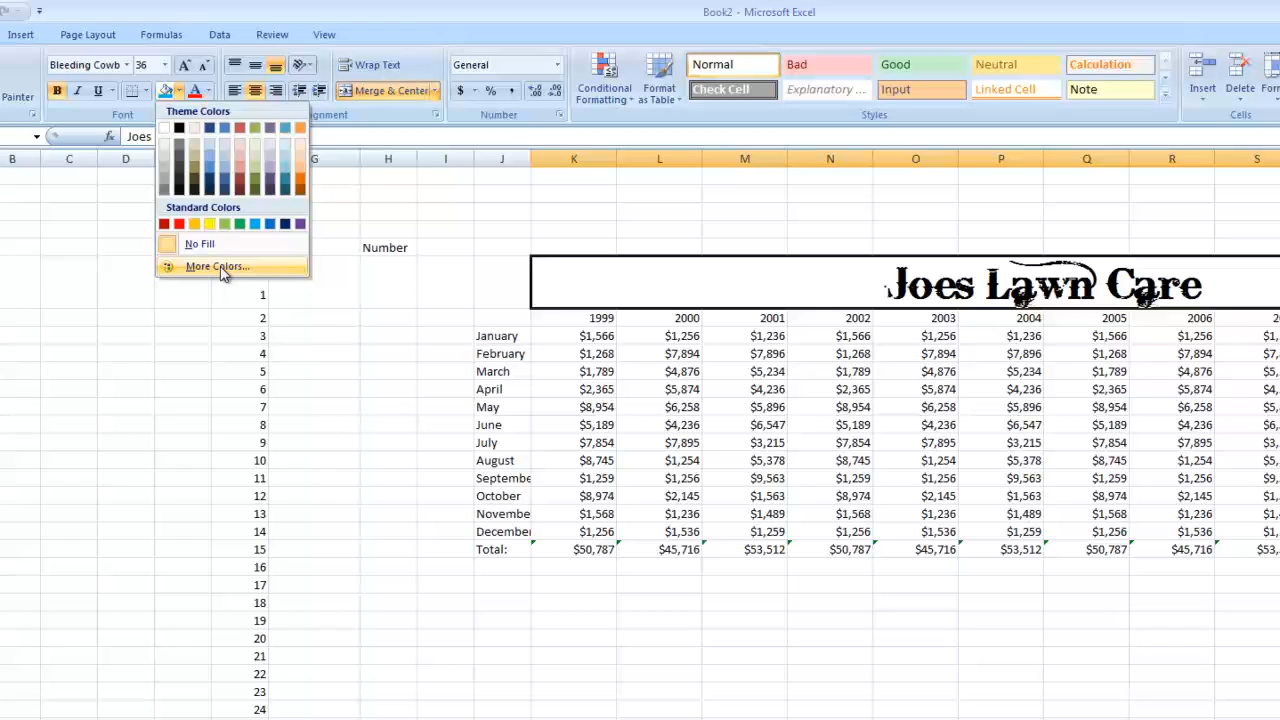 Book2 - Microsoft Excel
Insert Page Layout Formulas Data Review View
Bleeding Cowb 36 A A Wrap Text General Normal Bad Good Neutral Calculation
Painter B I U A Merge & Center $ % , Conditional Formatting Format as Table Check Cell Explanatory ... Input Linked Cell Note Insert Delete Format
Font Alignment Number Styles Cells
Theme Colors
fx Joes
B C D G H I J K L M N O P Q R S
Standard Colors
No Fill
Number
More Colors...
Joes Lawn Care
1
2 1999 2000 2001 2002 2003 2004 2005 2006
3 January $1,566 $1,256 $1,236 $1,566 $1,256 $1,236 $1,566 $1,256
4 February $1,268 $7,894 $7,896 $1,268 $7,894 $7,896 $1,268 $7,894
5 March $1,789 $4,876 $5,234 $1,789 $4,876 $5,234 $1,789 $4,876
6 April $2,365 $5,874 $4,236 $2,365 $5,874 $4,236 $2,365 $5,874
7 May $8,954 $6,258 $5,896 $8,954 $6,258 $5,896 $8,954 $6,258
8 June $5,189 $4,236 $6,547 $5,189 $4,236 $6,547 $5,189 $4,236
9 July $7,854 $7,895 $3,215 $7,854 $7,895 $3,215 $7,854 $7,895
10 August $8,745 $1,254 $5,378 $8,745 $1,254 $5,378 $8,745 $1,254
11 Septembe $1,259 $1,256 $9,563 $1,259 $1,256 $9,563 $1,259 $1,256
12 October $8,974 $2,145 $1,563 $8,974 $2,145 $1,563 $8,974 $2,145
13 Novembe $1,568 $1,236 $1,489 $1,568 $1,236 $1,489 $1,568 $1,236
14 December $1,256 $1,536 $1,259 $1,256 $1,536 $1,259 $1,256 $1,536
15 Total: $50,787 $45,716 $53,512 $50,787 $45,716 $53,512 $50,787 $45,716
16
17
18
19
20
21
22
23
24